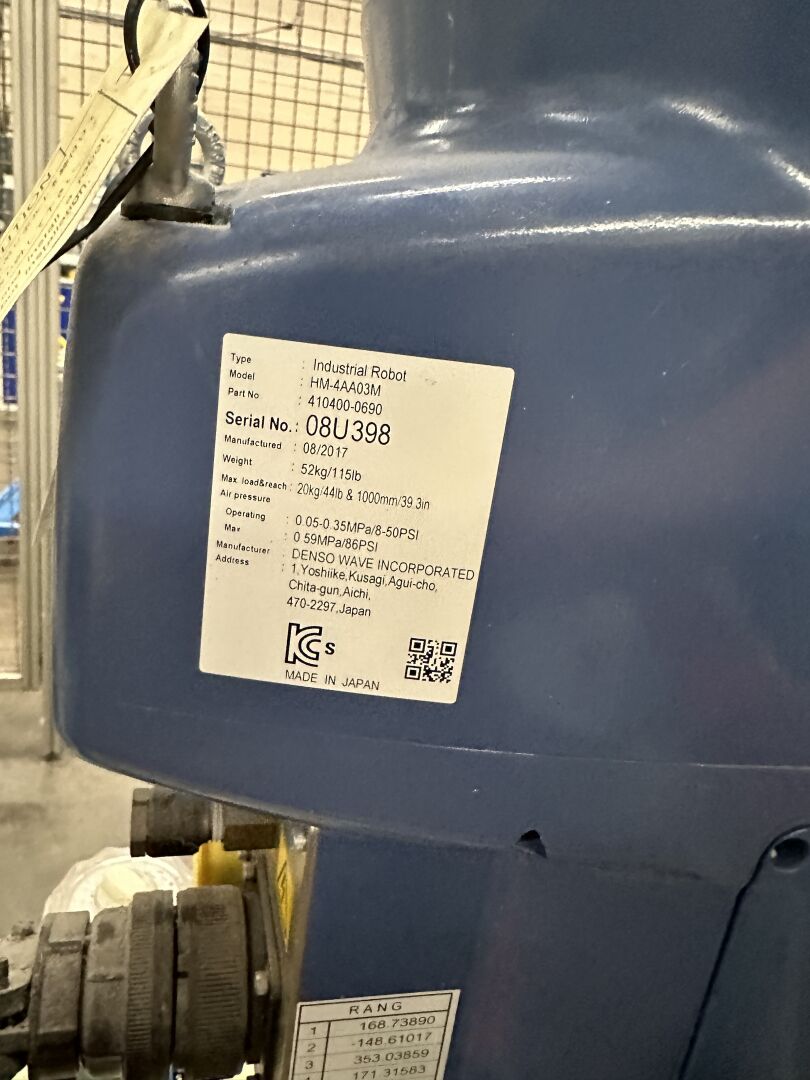 Type : Industrial Robot
Model : HM-4AA03M
Part No : 410400-0690
Serial No. : 08U398
Manufactured : 08/2017
Weight : 52kg/115lb
Max. load&reach : 20kg/44lb & 1000mm/39.3in
Air pressure
Operating : 0.05-0.35MPa/8-50PSI
Max : 0 59MPa/86PSI
Manufacturer : DENSO WAVE INCORPORATED
Address : 1,Yoshiike,Kusagi,Agui-cho,
Chita-gun,Aichi,
470-2297,Japan
KC s
MADE IN JAPAN
RANG
1 168.73890
2 -148.61017
3 353.03859
171.31583